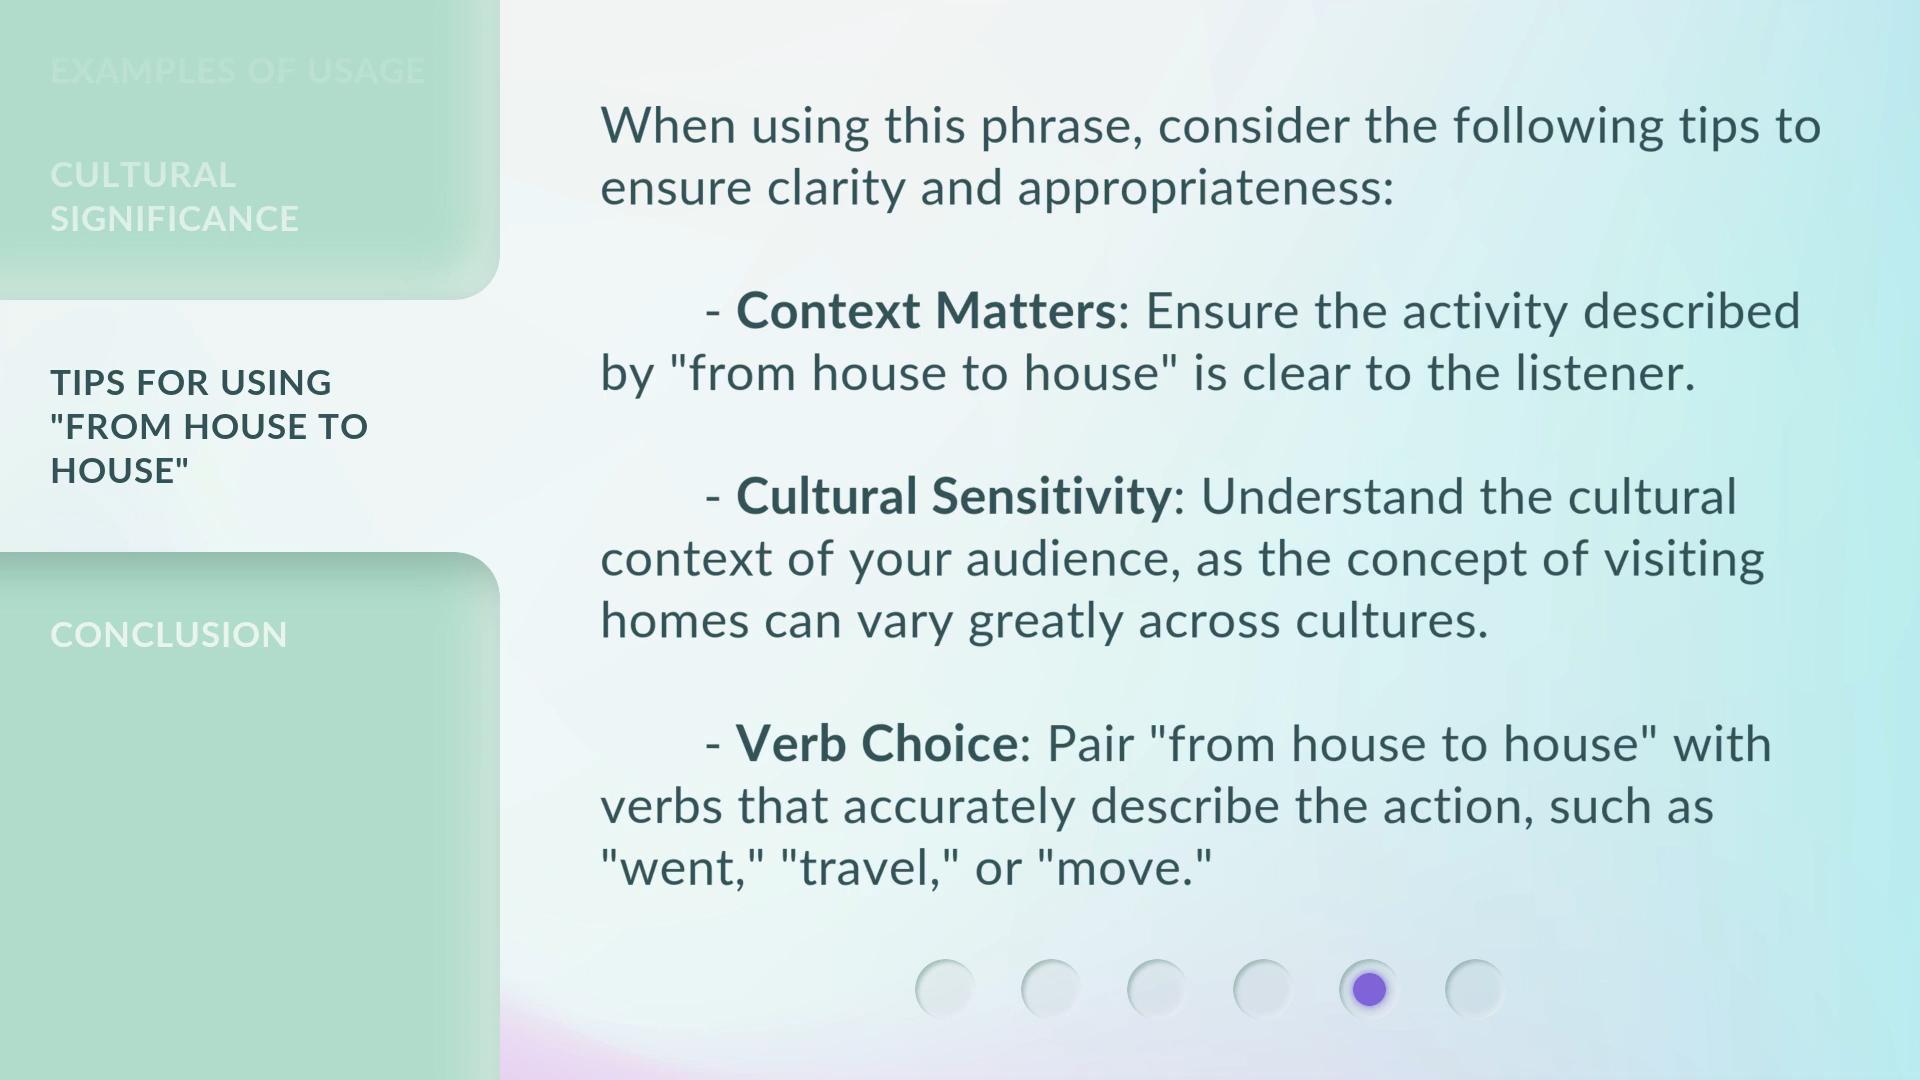 EXAMPLES OF USAGE
CULTURAL
SIGNIFICANCE
TIPS FOR USING
"FROM HOUSE TO
HOUSE"
CONCLUSION
When using this phrase, consider the following tips to
ensure clarity and appropriateness:
- Context Matters: Ensure the activity described
by "from house to house" is clear to the listener.
- Cultural Sensitivity: Understand the cultural
context of your audience, as the concept of visiting
homes can vary greatly across cultures.
- Verb Choice: Pair "from house to house" with
verbs that accurately describe the action, such as
"went," "travel," or "move."